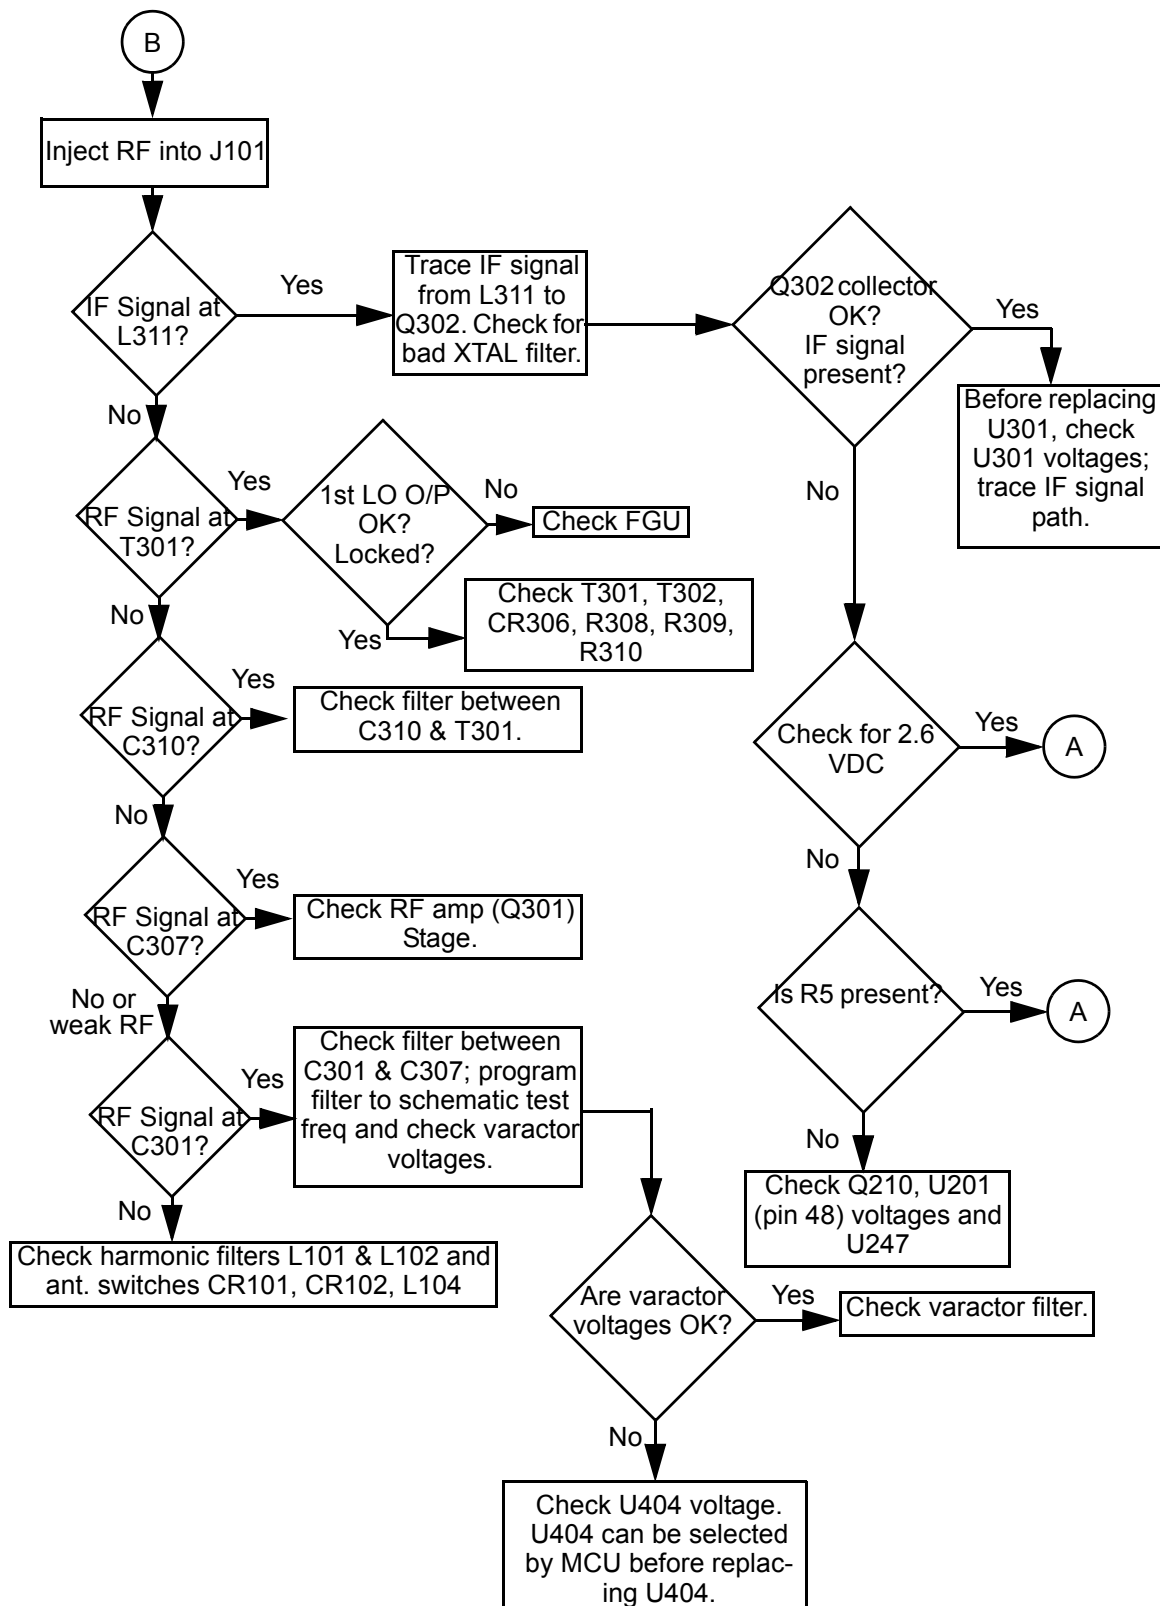 B
Inject RF into J101
IF Signal at
L311?
Yes
Trace IF signal
from L311 to
Q302. Check for
bad XTAL filter.
Q302 collector
OK?
IF signal
present?
Yes
Before replacing
U301, check
U301 voltages;
trace IF signal
path.
No
No
RF Signal at
T301?
Yes
1st LO O/P
OK?
Locked?
No
Check FGU
Yes
Check T301, T302,
CR306, R308, R309,
R310
No
RF Signal at
C310?
Yes
Check filter between
C310 & T301.
Check for 2.6
VDC
Yes
A
No
No
RF Signal at
C307?
Yes
Check RF amp (Q301)
Stage.
Is R5 present?
Yes
A
No or
weak RF
RF Signal at
C301?
Yes
Check filter between
C301 & C307; program
filter to schematic test
freq and check varactor
voltages.
No
Check Q210, U201
(pin 48) voltages and
U247
No
Check harmonic filters L101 & L102 and
ant. switches CR101, CR102, L104
Are varactor
voltages OK?
Yes
Check varactor filter.
No
Check U404 voltage.
U404 can be selected
by MCU before replac-
ing U404.